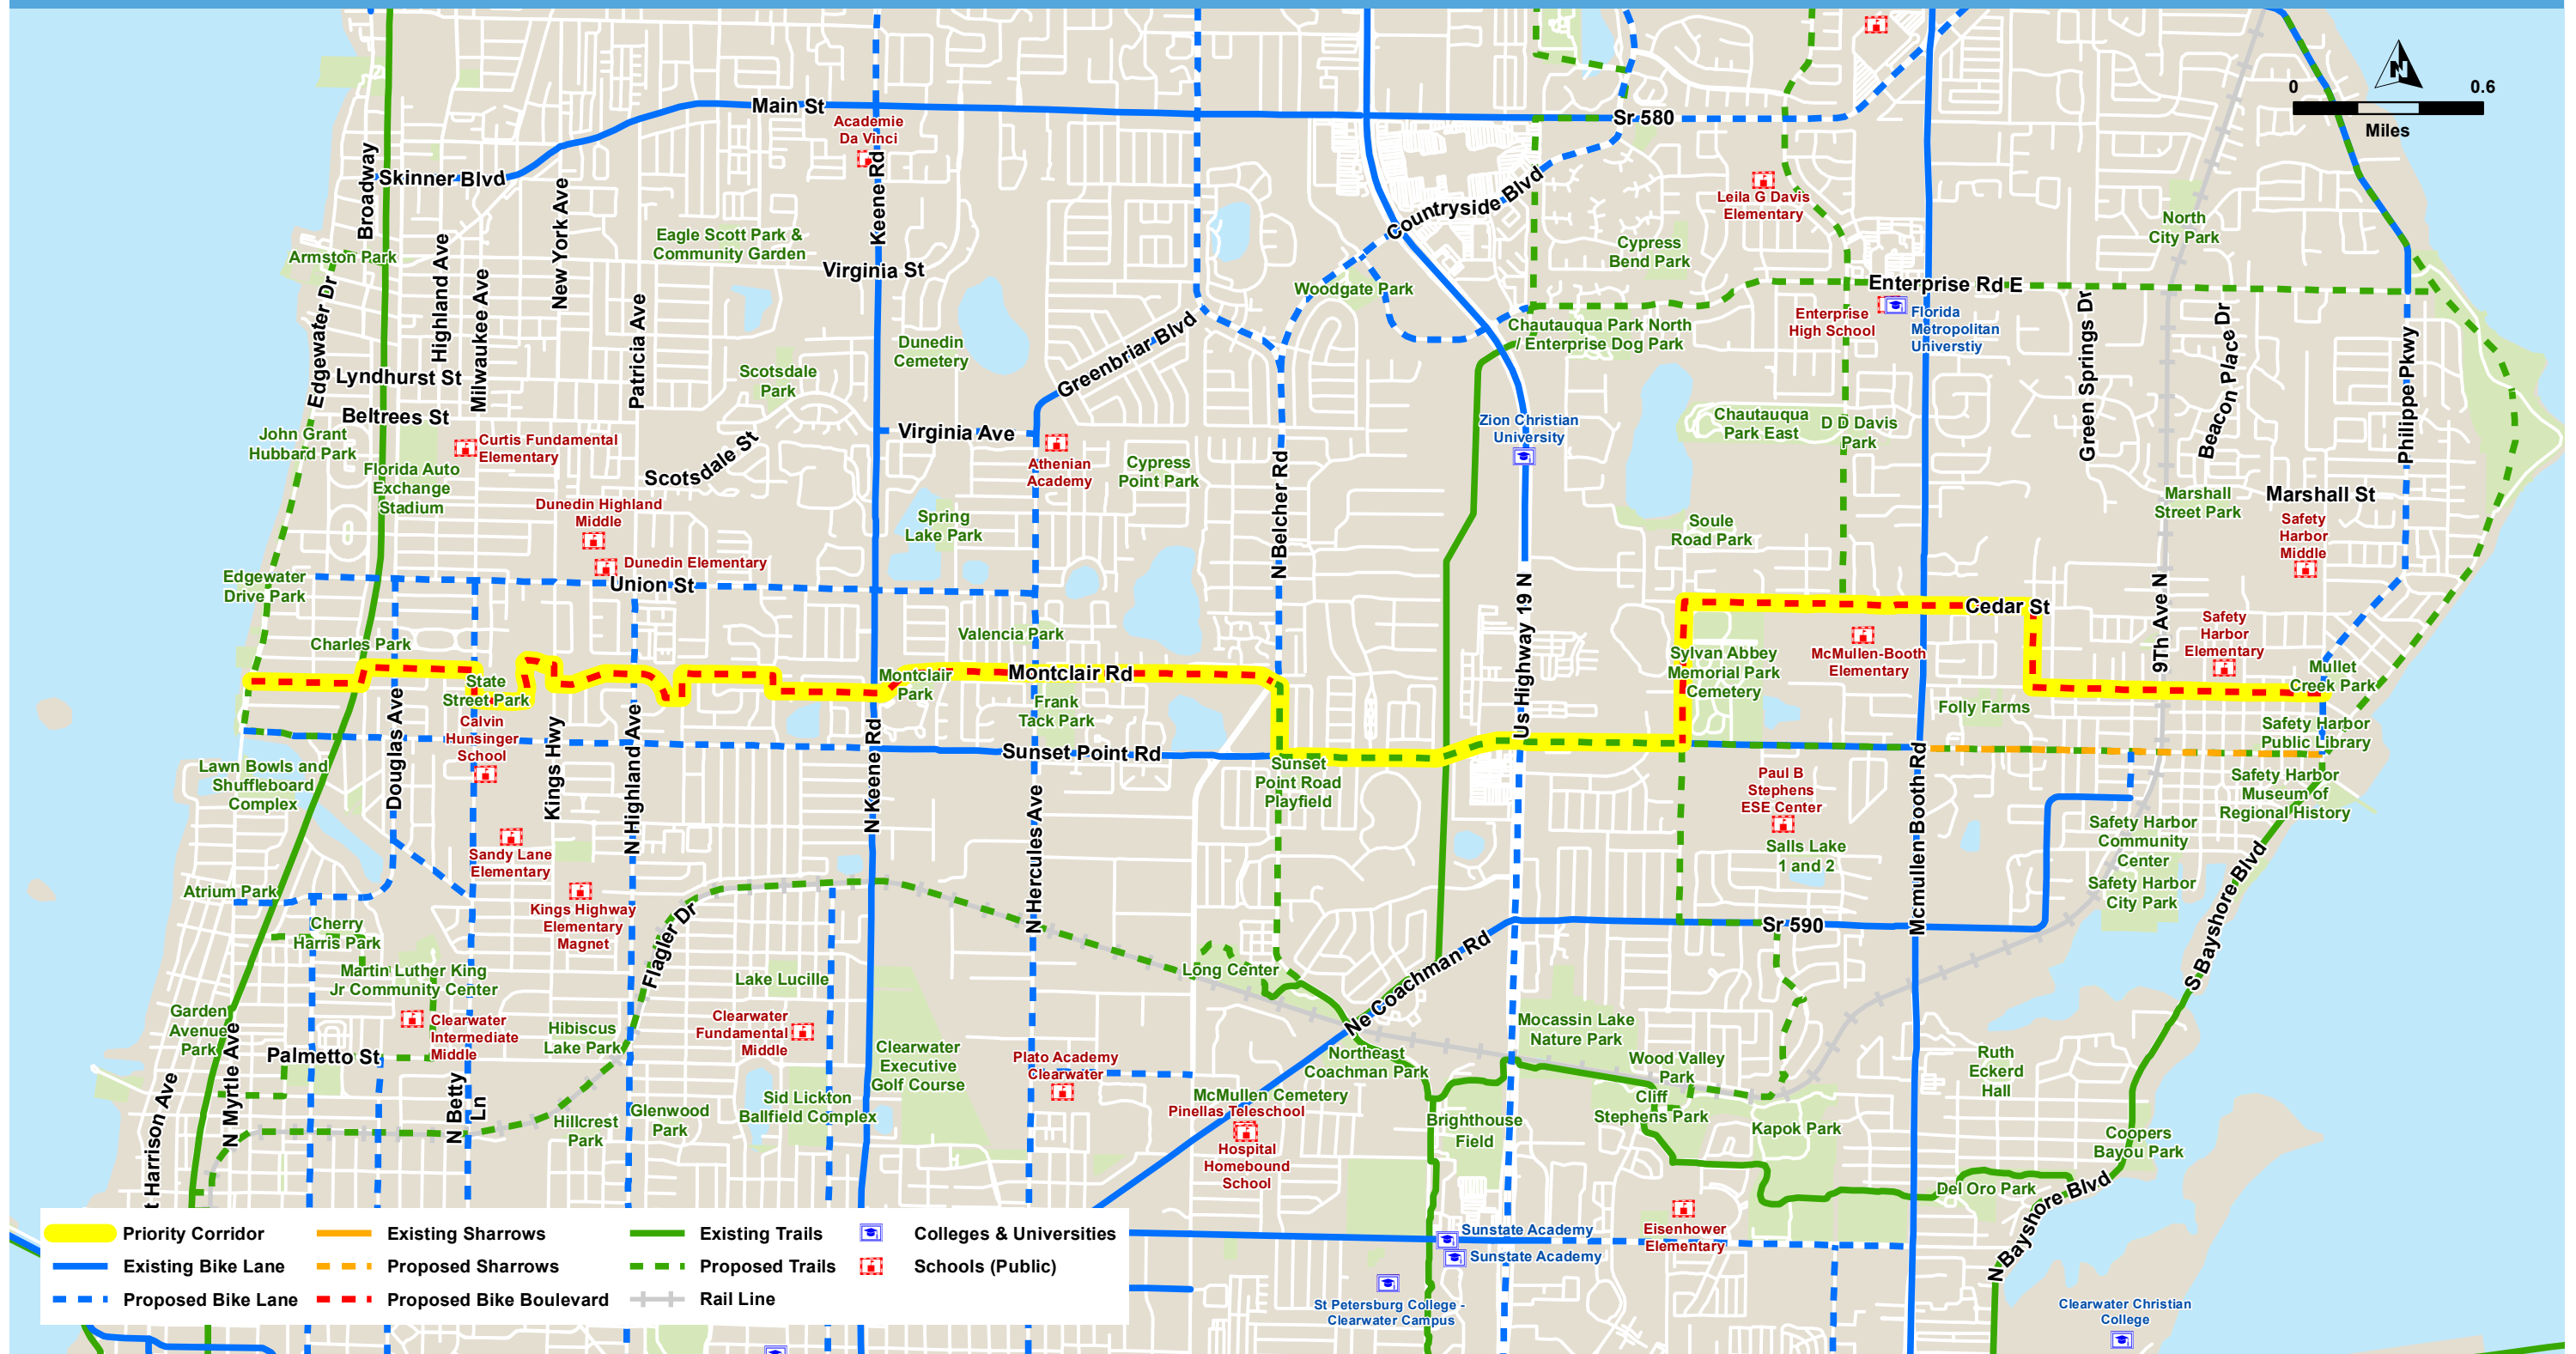 N
0
0.6
Miles
Main St
Sr 580
Academie
Da Vinci
Broadway
Skinner Blvd
Keene Rd
New York Ave
Countryside Blvd
Leila G Davis
Elementary
North
City Park
Armston Park
Highland Ave
Eagle Scott Park &
Community Garden
Virginia St
Cypress
Bend Park
Edgewater Dr
Milwaukee Ave
Patricia Ave
Woodgate Park
Enterprise Rd E
Enterprise
High School
Florida
Metropolitan
Universtiy
Green Springs Dr
Beacon Place Dr
Philippe Pkwy
Dunedin
Cemetery
Greenbriar Blvd
Chautauqua Park North
/ Enterprise Dog Park
Lyndhurst St
Scotsdale
Park
Beltrees St
John Grant
Hubbard Park
Curtis Fundamental
Elementary
Scotsdale St
Virginia Ave
Athenian
Academy
Cypress
Point Park
N Belcher Rd
Zion Christian
University
Chautauqua
Park East
D D Davis
Park
Florida Auto
Exchange
Stadium
Dunedin Highland
Middle
Spring
Lake Park
Soule
Road Park
Marshall
Street Park
Marshall St
Safety
Harbor
Middle
Edgewater
Drive Park
Dunedin Elementary
Union St
Us Highway 19 N
9Th Ave N
Cedar St
Charles Park
Valencia Park
Safety
Harbor
Elementary
McMullen-Booth
Elementary
Sylvan Abbey
Memorial Park
Cemetery
State
Street Park
Montclair
Park
Montclair Rd
Mullet
Creek Park
Frank
Tack Park
Folly Farms
Calvin
Hunsinger
School
Douglas Ave
Kings Hwy
N Highland Ave
N Keene Rd
Sunset Point Rd
Safety Harbor
Public Library
Lawn Bowls and
Shuffleboard
Complex
Sunset
Point Road
Playfield
Paul B
Stephens
ESE Center
Mcmullen Booth Rd
Safety Harbor
Museum of
Regional History
Sandy Lane
Elementary
N Hercules Ave
Salls Lake
1 and 2
Safety Harbor
Community
Center
Atrium Park
Safety Harbor
City Park
Kings Highway
Elementary
Magnet
Flagler Dr
Cherry
Harris Park
Sr 590
S Bayshore Blvd
Martin Luther King
Jr Community Center
Lake Lucille
Long Center
Ne Coachman Rd
Garden
Avenue
Park
N Myrtle Ave
Palmetto St
Clearwater
Intermediate
Middle
Hibiscus
Lake Park
Clearwater
Fundamental
Middle
Clearwater
Executive
Golf Course
Plato Academy
Clearwater
Northeast
Coachman Park
Mocassin Lake
Nature Park
Wood Valley
Park
Cliff
Stephens Park
Ruth
Eckerd
Hall
t Harrison Ave
N Betty
Ln
Hillcrest
Park
Glenwood
Park
Sid Lickton
Ballfield Complex
McMullen Cemetery
Pinellas Teleschool
Hospital
Homebound
School
Brighthouse
Field
Kapok Park
Coopers
Bayou Park
Del Oro Park
N Bayshore Blvd
Sunstate Academy
Sunstate Academy
Eisenhower
Elementary
St Petersburg College -
Clearwater Campus
Clearwater Christian
College
Priority Corridor
Existing Sharrows
Existing Trails
Colleges & Universities
Existing Bike Lane
Proposed Sharrows
Proposed Trails
Schools (Public)
Proposed Bike Lane
Proposed Bike Boulevard
Rail Line